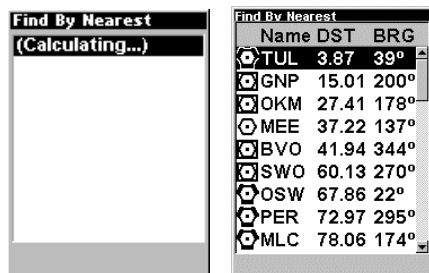 Find By Nearest
(Calculating...)
Find By Nearest
Name DST BRG
TUL 3.87 39º
GNP 15.01 200º
OKM 27.41 178º
MEE 37.22 137º
BVO 41.94 344º
SWO 60.13 270º
OSW 67.86 22º
PER 72.97 295º
MLC 78.06 174º